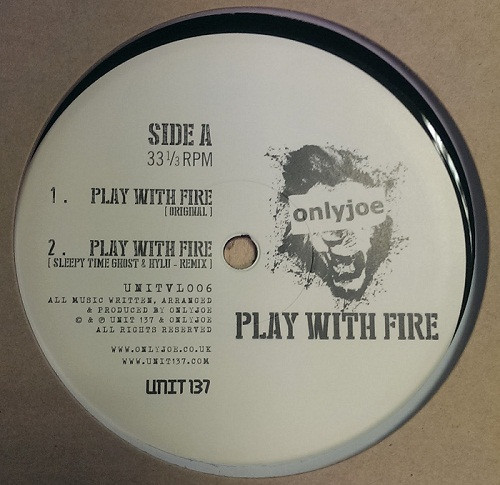 SIDE A
33 1/3 RPM
1. PLAY WITH FIRE
[ ORIGINAL ]
2. PLAY WITH FIRE
[ SLEEPY TIME GHOST & HYLU - REMIX ]
UNITVL006
ALL MUSIC WRITTEN, ARRANGED
& PRODUCED BY ONLYJOE
© & ℗ UNIT 137 & ONLYJOE
ALL RIGHTS RESERVED
WWW.ONLYJOE.CO.UK
WWW.UNIT137.COM
UNIT 137
onlyjoe
PLAY WITH FIRE